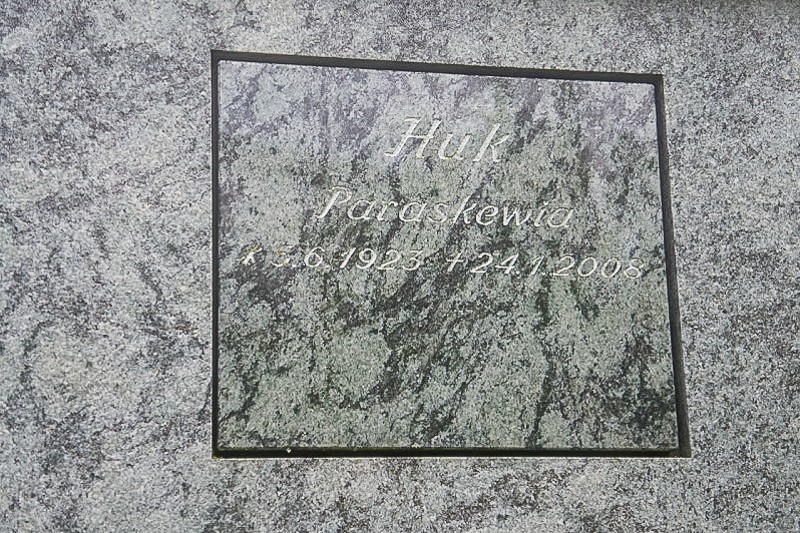 Huk
Paraskewia
* 5.6.1923 †24.1.2008